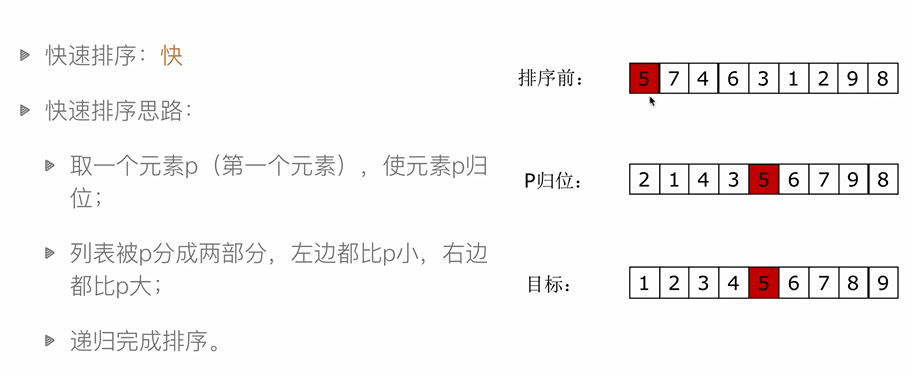 快速排序：快
快速排序思路：
取一个元素p（第一个元素），使元素p归
位；
列表被p分成两部分，左边都比p小，右边
都比p大；
递归完成排序。
排序前： 5 7 4 6 3 1 2 9 8
P归位： 2 1 4 3 5 6 7 9 8
目标： 1 2 3 4 5 6 7 8 9